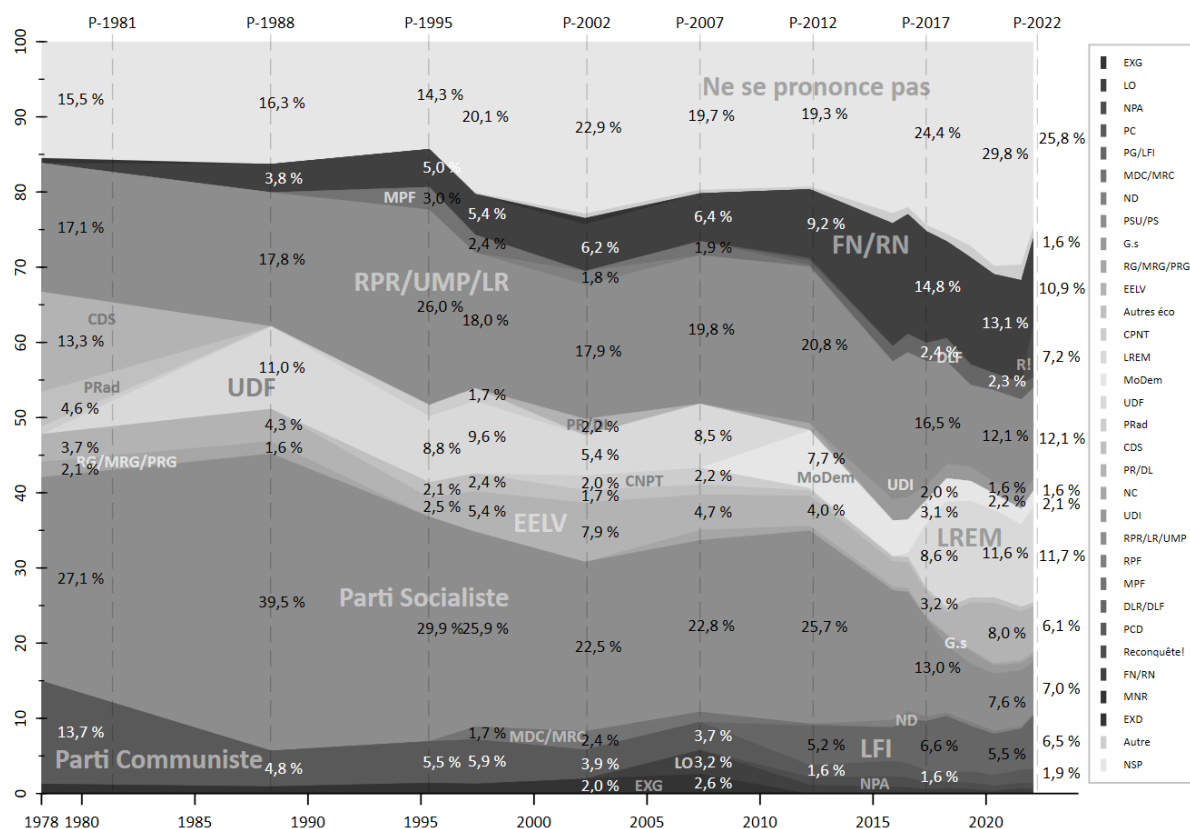 P-1981 P-1988 P-1995 P-2002 P-2007 P-2012 P-2017 P-2022
100
90
80
70
60
50
40
30
20
10
0
15,5 %
17,1 %
CDS
13,3 %
PRad
4,6 %
3,7 %
RG/MRG/PRG
2,1 %
27,1 %
13,7 %
Parti Communiste
16,3 %
3,8 %
17,8 %
11,0 %
UDF
4,3 %
1,6 %
39,5 %
4,8 %
14,3 %
5,0 %
MPF
3,0 %
RPR/UMP/LR
26,0 %
8,8 %
2,1 %
2,5 %
Parti Socialiste
29,9 %
5,5 %
20,1 %
5,4 %
2,4 %
18,0 %
1,7 %
9,6 %
2,4 %
5,4 %
25,9 %
1,7 %
5,9 %
MDC/MRG
EELV
22,9 %
6,2 %
1,8 %
17,9 %
PR/DL
2,2 %
5,4 %
2,0 %
CNPT
1,7 %
7,9 %
22,5 %
2,4 %
3,9 %
2,0 %
EXG
LO
Ne se prononce pas
19,7 %
6,4 %
1,9 %
19,8 %
8,5 %
2,2 %
4,7 %
22,8 %
3,7 %
3,2 %
2,6 %
19,3 %
9,2 %
FN/RN
20,8 %
7,7 %
MoDem
4,0 %
25,7 %
5,2 %
LFI
1,6 %
NPA
24,4 %
14,8 %
2,4 %
DLF
16,5 %
UDI
2,0 %
3,1 %
LREM
8,6 %
3,2 %
G.s
13,0 %
ND
6,6 %
1,6 %
29,8 %
13,1 %
R!
2,3 %
12,1 %
1,6 %
2,2 %
11,6 %
8,0 %
7,6 %
5,5 %
25,8 %
1,6 %
10,9 %
7,2 %
12,1 %
1,6 %
2,1 %
11,7 %
6,1 %
7,0 %
6,5 %
1,9 %
1978 1980 1985 1990 1995 2000 2005 2010 2015 2020
EXG
LO
NPA
PC
PG/LFI
MDC/MRC
ND
PSU/PS
G.s
RG/MRG/PRG
EELV
Autres éco
CPNT
LREM
MoDem
UDF
PRad
CDS
PR/DL
NC
UDI
RPR/LR/UMP
RPF
MPF
DLR/DLF
PCD
Reconquête!
FN/RN
MNR
EXD
Autre
NSP